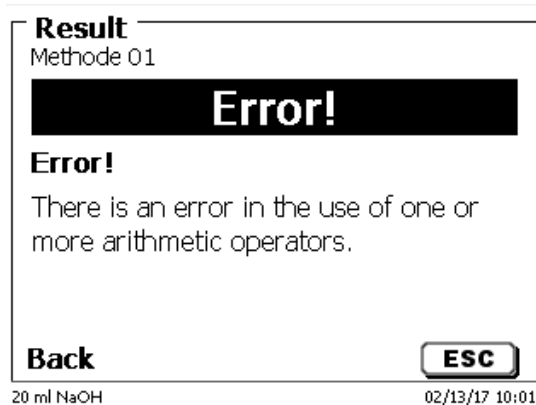 Result
Methode 01
Error!
Error!
There is an error in the use of one or
more arithmetic operators.
Back ESC
20 ml NaOH 02/13/17 10:01